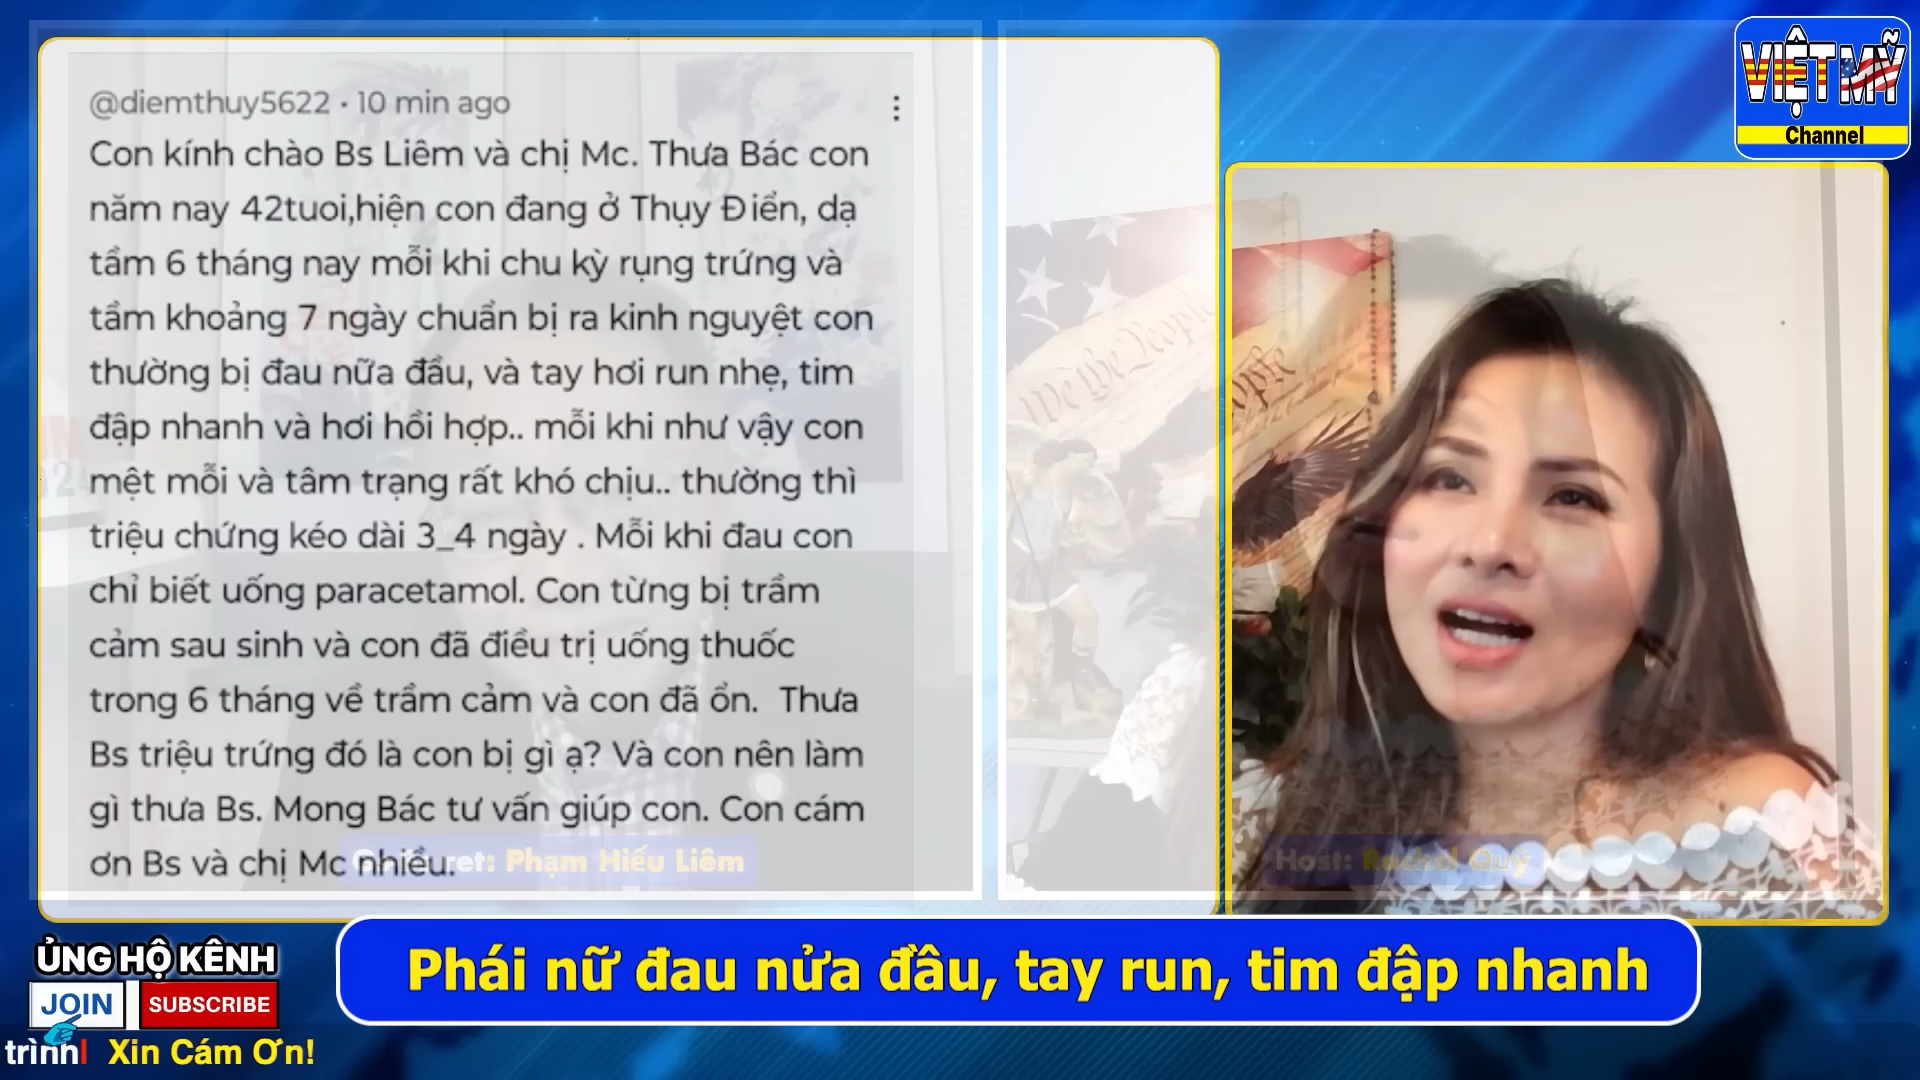 @diemthuy5622 · 10 min ago
Con kính chào Bs Liêm và chị Mc. Thưa Bác con
năm nay 42tuoi,hiện con đang ở Thụy Điển, dạ
tầm 6 tháng nay mỗi khi chu kỳ rụng trứng và
tầm khoảng 7 ngày chuẩn bị ra kinh nguyệt con
thường bị đau nữa đầu, và tay hơi run nhẹ, tim
đập nhanh và hơi hồi hợp.. mỗi khi như vậy con
mệt mỗi và tâm trạng rất khó chịu.. thường thì
triệu chứng kéo dài 3_4 ngày . Mỗi khi đau con
chỉ biết uống paracetamol. Con từng bị trầm
cảm sau sinh và con đã điều trị uống thuốc
trong 6 tháng về trầm cảm và con đã ổn. Thưa
Bs triệu trứng đó là con bị gì ạ? Và con nên làm
gì thưa Bs. Mong Bác tư vấn giúp con. Con cám
ơn Bs và chị Mc nhiều.
Phạm Hiếu Liêm
Host: Rachel Quý
We the People
VIỆT MỸ
Channel
Phái nữ đau nửa đầu, tay run, tim đập nhanh
ỦNG HỘ KÊNH
JOIN
SUBSCRIBE
trình! Xin Cám Ơn!